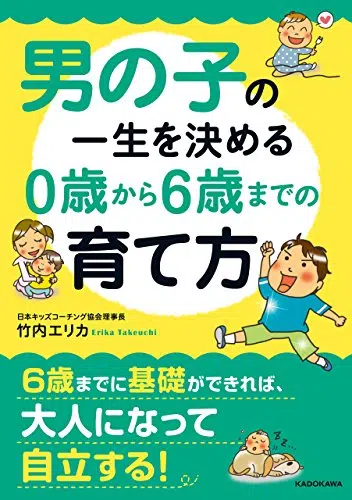 男の子の
一生を決める
0歳から6歳までの
育て方
日本キッズコーチング協会理事長
竹内エリカ Erika Takeuchi
6歳までに基礎ができれば、
大人になって
自立する!
zzz
KADOKAWA